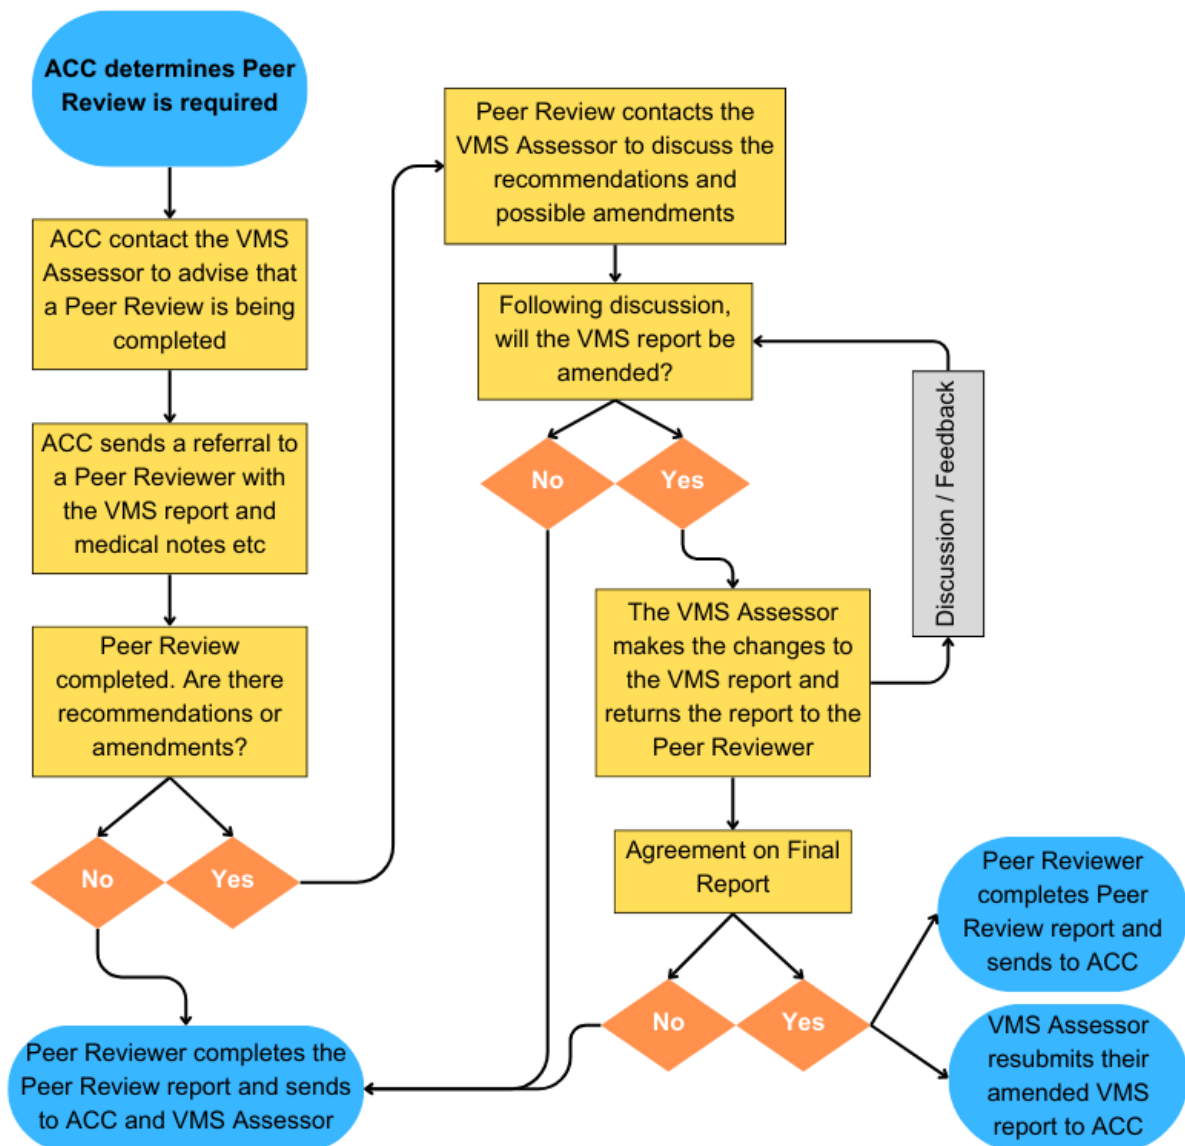 ACC determines Peer
Review is required
ACC contact the VMS
Assessor to advise that
a Peer Review is being
completed
ACC sends a referral to
a Peer Reviewer with
the VMS report and
medical notes etc
Peer Review
completed. Are there
recommendations or
amendments?
No
Yes
Peer Reviewer completes the
Peer Review report and sends
to ACC and VMS Assessor
Peer Review contacts the
VMS Assessor to discuss the
recommendations and
possible amendments
Following discussion,
will the VMS report be
amended?
No
Yes
Discussion / Feedback
The VMS Assessor
makes the changes to
the VMS report and
returns the report to the
Peer Reviewer
Agreement on Final
Report
No
Yes
Peer Reviewer
completes Peer
Review report and
sends to ACC
VMS Assessor
resubmits their
amended VMS
report to ACC